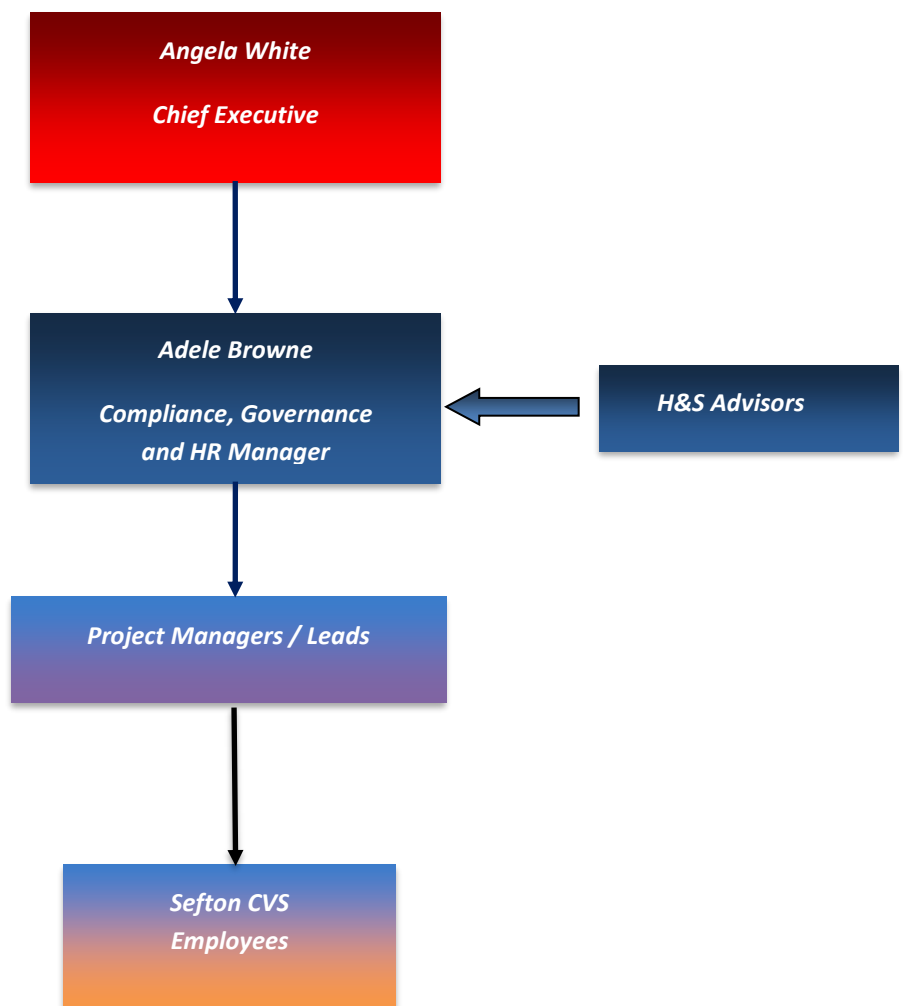 Angela White
Chief Executive
Adele Browne
Compliance, Governance
and HR Manager
H&S Advisors
Project Managers / Leads
Sefton CVS
Employees